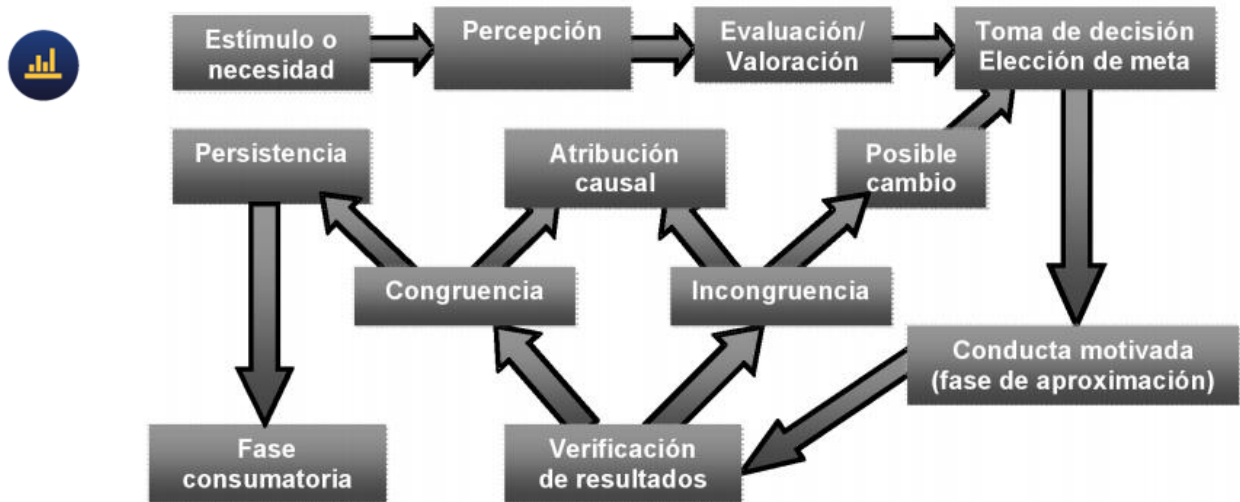 Estímulo o
necesidad
Percepción
Evaluación/
Valoración
Toma de decisión
Elección de meta
Persistencia
Atribución
causal
Posible
cambio
Congruencia
Incongruencia
Conducta motivada
(fase de aproximación)
Fase
consumatoria
Verificación
de resultados